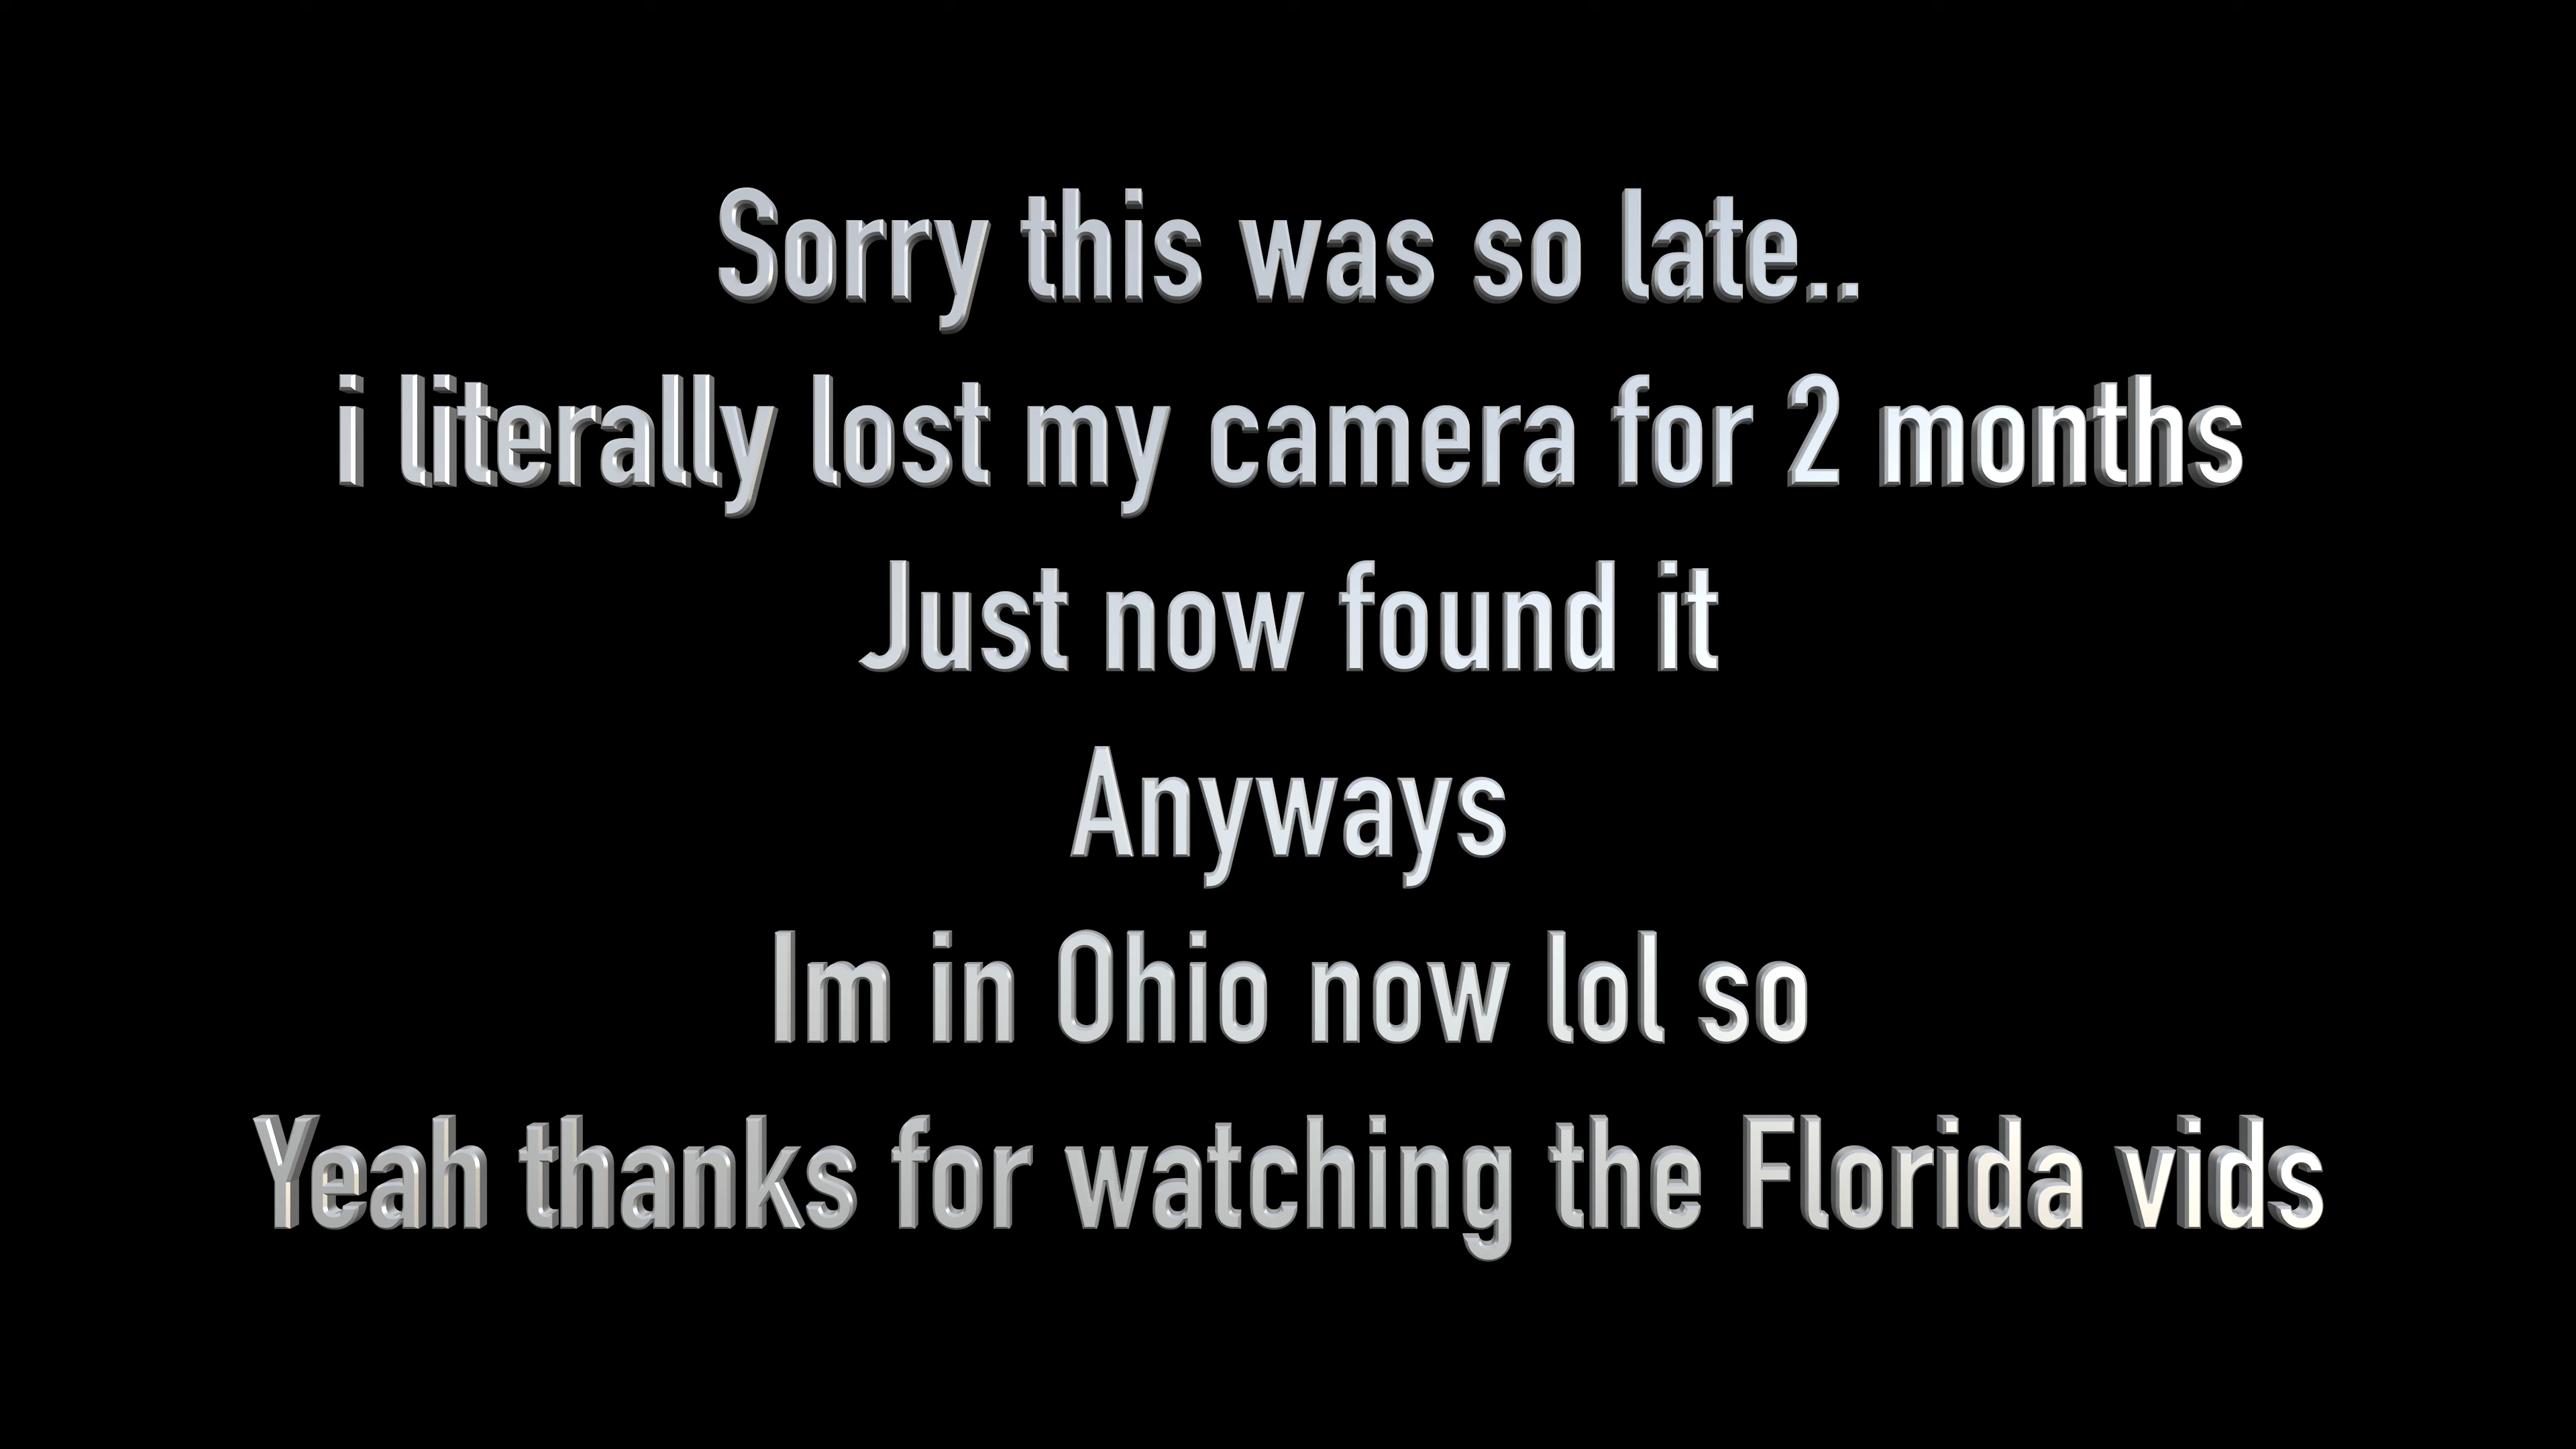 Sorry this was so late..
i literally lost my camera for 2 months
Just now found it
Anyways
Im in Ohio now lol so
Yeah thanks for watching the Florida vids